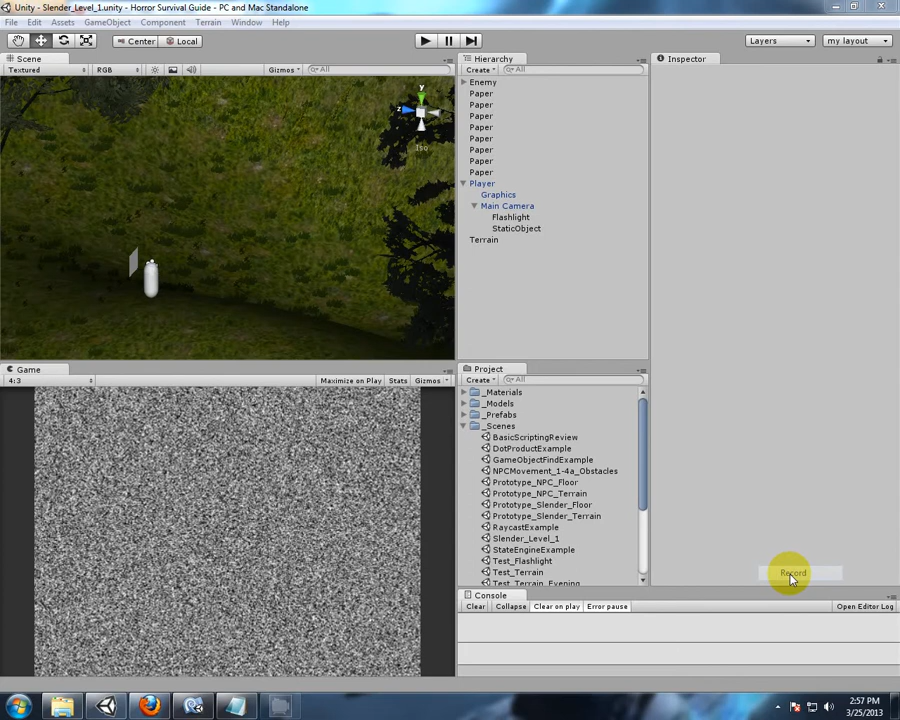 Unity - Slender_Level_1.unity - Horror Survival Guide - PC and Mac Standalone
File Edit Assets GameObject Component Terrain Window Help
Center Local Layers my layout
Scene
Textured RGB Gizmos All
y
z
Iso
Hierarchy
Create All
Enemy
Paper
Paper
Paper
Paper
Paper
Paper
Paper
Paper
Player
Graphics
Main Camera
Flashlight
StaticObject
Terrain
Inspector
Game
4:3 Maximize on Play Stats Gizmos
Project
Create All
_Materials
_Models
_Prefabs
_Scenes
BasicScriptingReview
DotProductExample
GameObjectFindExample
NPCMovement_1-4a_Obstacles
Prototype_NPC_Floor
Prototype_NPC_Terrain
Prototype_Slender_Floor
Prototype_Slender_Terrain
RaycastExample
Slender_Level_1
StateEngineExample
Test_Flashlight
Test_Terrain
Test_Terrain_Evening
Record
Console
Clear Collapse Clear on play Error pause Open Editor Log
2:57 PM
3/25/2013